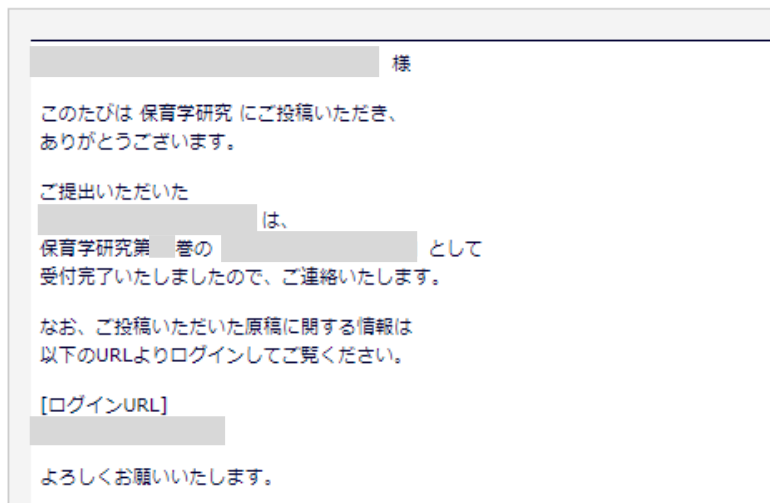 様
このたびは 保育学研究 にご投稿いただき、
ありがとうございます。
ご提出いただいた
は、
保育学研究第 巻の として
受付完了いたしましたので、ご連絡いたします。
なお、ご投稿いただいた原稿に関する情報は
以下のURLよりログインしてご覧ください。
[ログインURL]
よろしくお願いいたします。